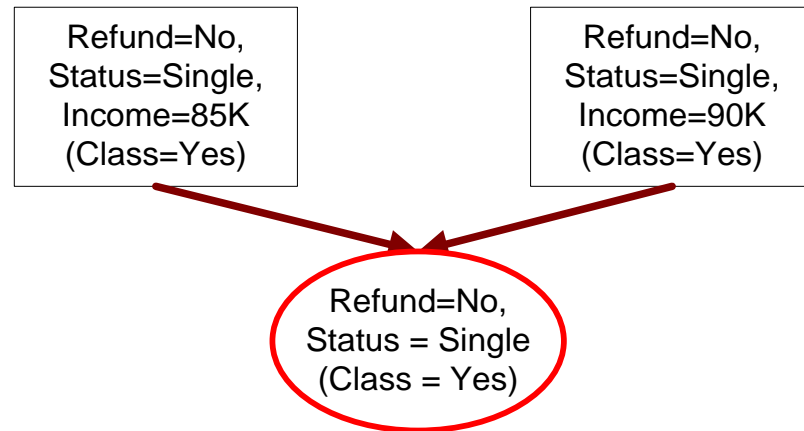 Refund=No,
Status=Single,
Income=85K
(Class=Yes)
Refund=No,
Status=Single,
Income=90K
(Class=Yes)
Refund=No,
Status = Single
(Class = Yes)